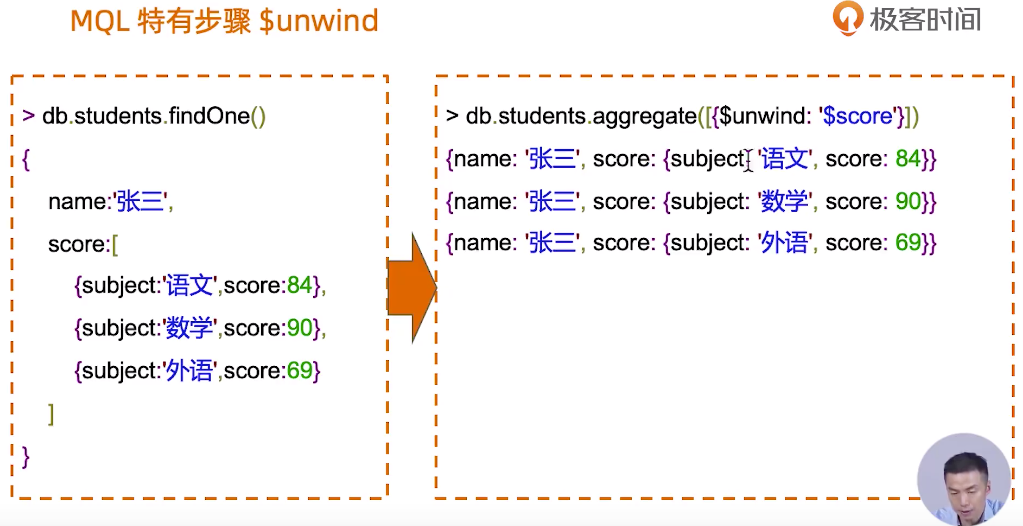 MQL 特有步骤 $unwind
极客时间
> db.students.findOne()
{
name:'张三',
score:[
{subject:'语文',score:84},
{subject:'数学',score:90},
{subject:'外语',score:69}
]
}
> db.students.aggregate([{$unwind: '$score'}])
{name: '张三', score: {subject: '语文', score: 84}}
{name: '张三', score: {subject: '数学', score: 90}}
{name: '张三', score: {subject: '外语', score: 69}}